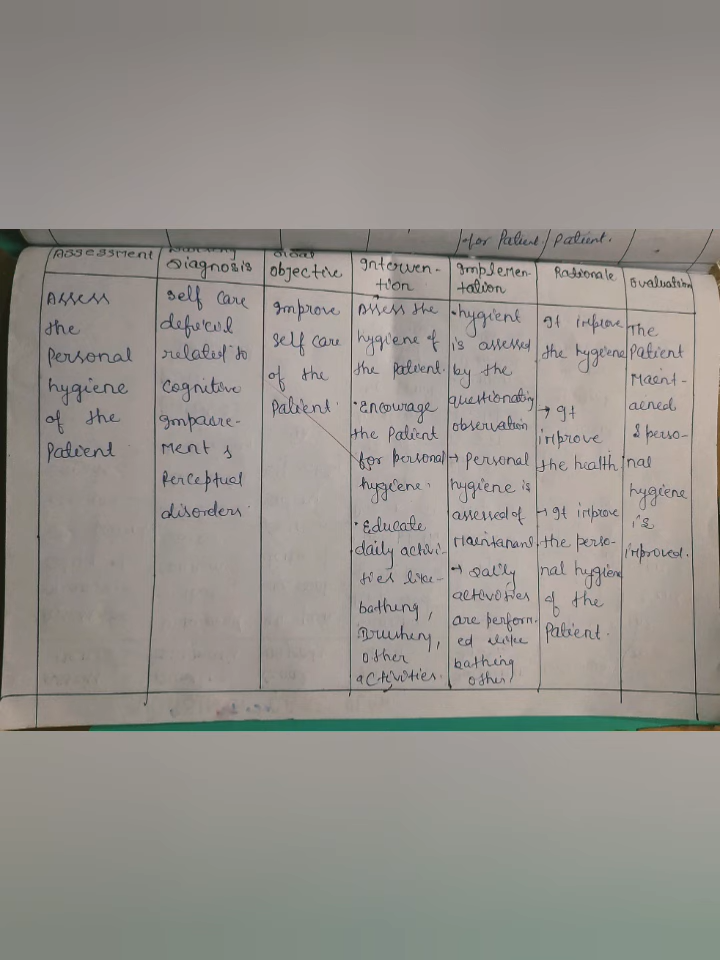 for Patient / Patient.
Assessment
Diagnosis
Goal
objective
Interven-
tion
Implemen-
tation
Rationale
Evaluation
Assess
the
Personal
hygiene
of the
Patient
self care
deficid
related to
cognitive
Impaire-
ment &
Perceptual
disorders.
Improve
self care
of the
Patient.
Assess the
hygiene of
the patient.
• Encourage
the Patient
for personal
hygiene.
• Educate
daily activi-
ties like-
bathing,
Brushing,
other
activities.
• hygient
is assessed
by the
questionating
observation
→ Personal
hygiene is
assessed of
→ Daily
activities
are perform-
ed like
bathing
other
It improve
the hygiene
→ It
improve
the health
→ It improve
the perso-
nal hygiene
of the
Patient.
The
Patient
Maint-
ained
& perso-
nal
hygiene
is
improved.